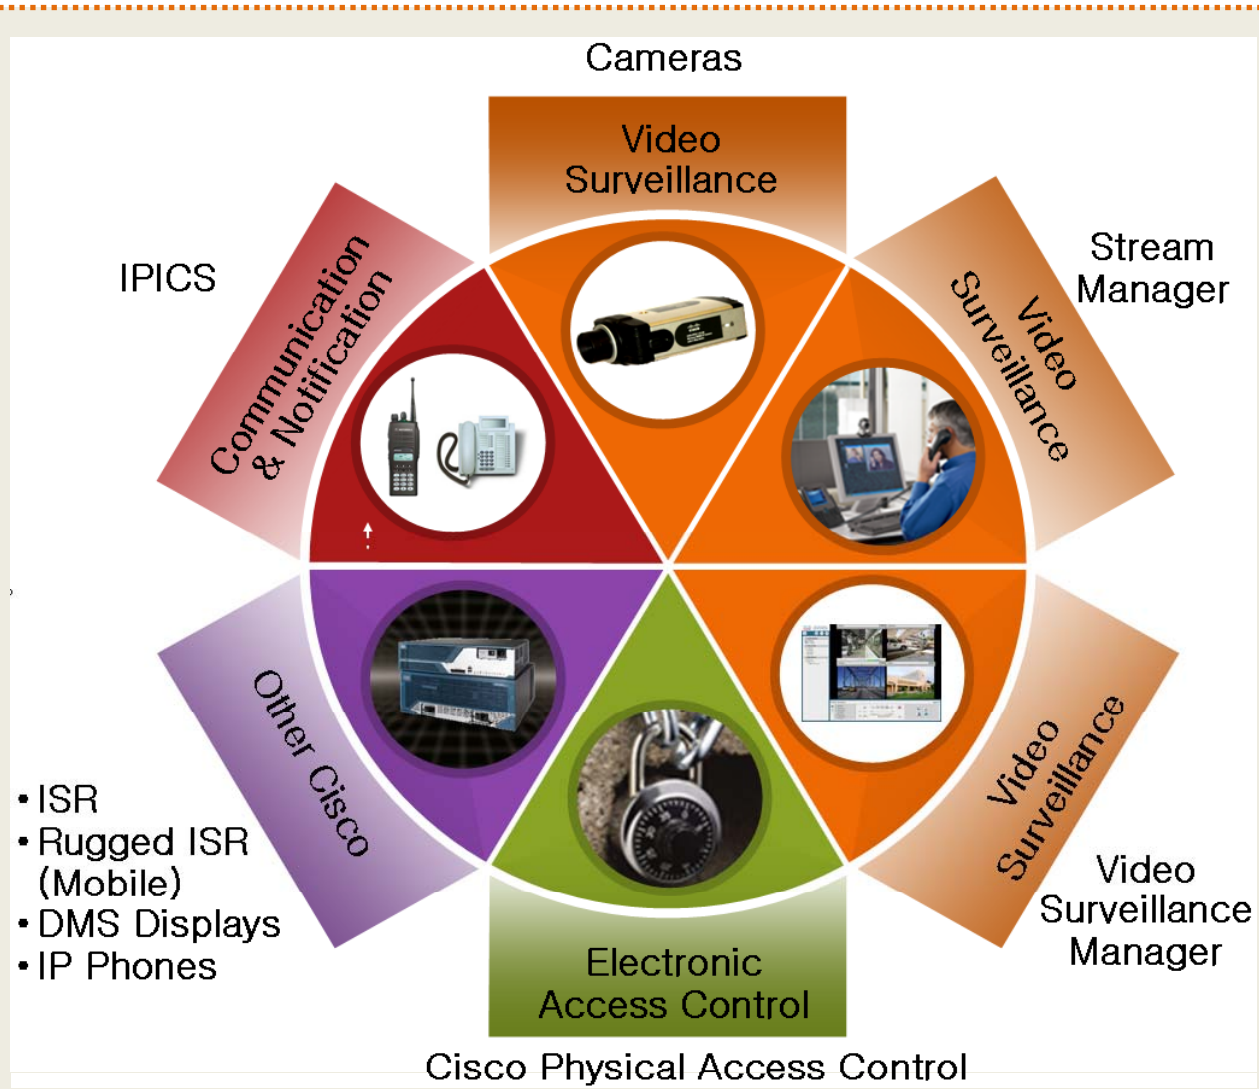 Cameras
Video
Surveillance
Stream
Manager
Video
Surveillance
IPICS
Communication
& Notification
Other Cisco
Video
Surveillance
• ISR
• Rugged ISR
(Mobile)
• DMS Displays
• IP Phones
Video
Surveillance
Manager
Electronic
Access Control
Cisco Physical Access Control